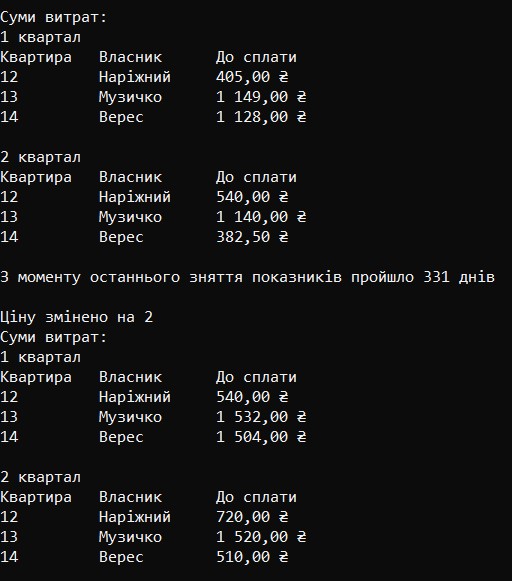 Суми витрат:
1 квартал
Квартира Власник До сплати
12 Наріжний 405,00 ₴
13 Музичко 1 149,00 ₴
14 Верес 1 128,00 ₴
2 квартал
Квартира Власник До сплати
12 Наріжний 540,00 ₴
13 Музичко 1 140,00 ₴
14 Верес 382,50 ₴
З моменту останнього зняття показників пройшло 331 днів
Ціну змінено на 2
Суми витрат:
1 квартал
Квартира Власник До сплати
12 Наріжний 540,00 ₴
13 Музичко 1 532,00 ₴
14 Верес 1 504,00 ₴
2 квартал
Квартира Власник До сплати
12 Наріжний 720,00 ₴
13 Музичко 1 520,00 ₴
14 Верес 510,00 ₴